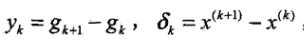 y_k = g_{k+1} - g_k , δ_k = x^{(k+1)} - x^{(k)} ,